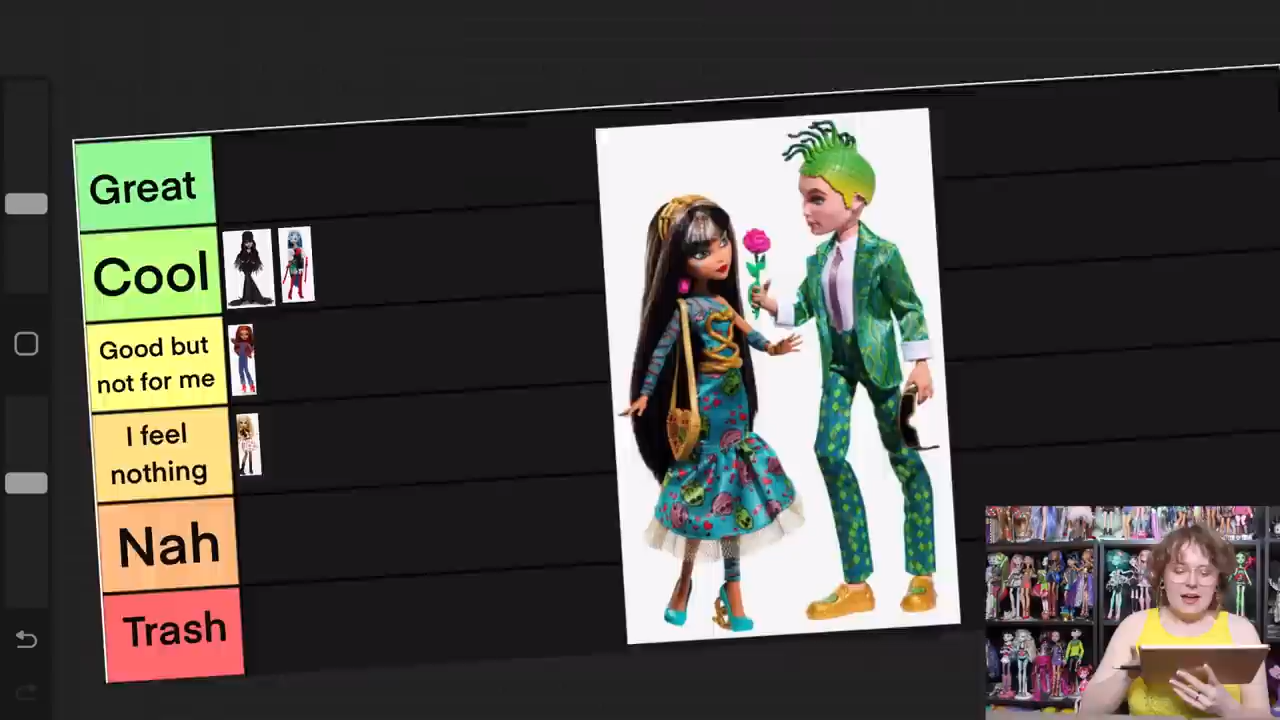 Great
Cool
Good but
not for me
I feel
nothing
Nah
Trash